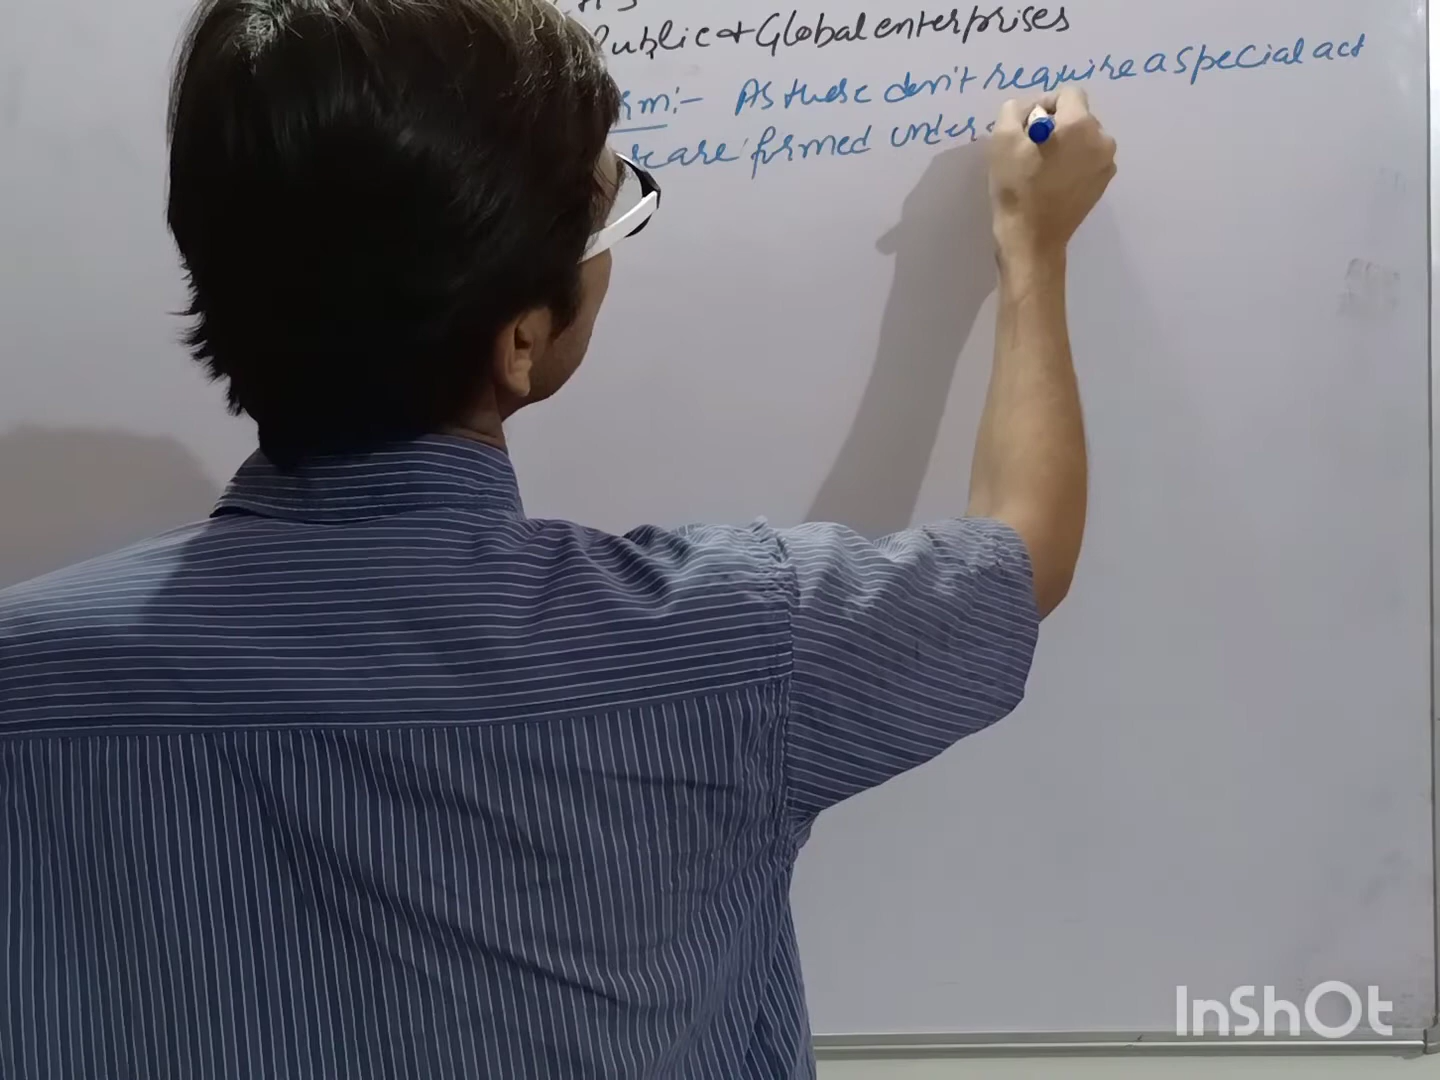 Public & Global enterprises
:- As these don't require a special act
are formed under
InShOt